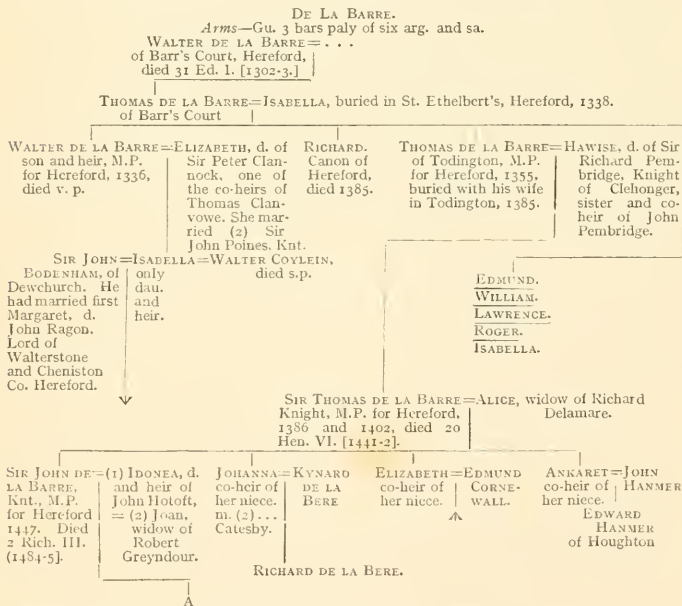 DE LA BARRE.
Arms—Gu. 3 bars paly of six arg. and sa.
WALTER DE LA BARRE= . . .
of Barr's Court, Hereford,
died 31 Ed. 1. [1302-3.]
THOMAS DE LA BARRE=ISABELLA, buried in St. Ethelbert's, Hereford, 1338.
of Barr's Court
WALTER DE LA BARRE=ELIZABETH, d. of
son and heir, M.P.
for Hereford, 1336,
died v. p.
Sir Peter Clan-
nock, one of
the co-heirs of
Thomas Clan-
vowe. She mar-
ried (2) Sir
John Poines. Knt.
RICHARD.
Canon of
Hereford,
died 1385.
THOMAS DE LA BARRE=HAWISE, d. of Sir
of Todington, M.P.
for Hereford, 1355,
buried with his wife
in Todington, 1385.
Richard Pem-
bridge, Knight
of Clehonger,
sister and co-
heir of John
Pembridge.
SIR JOHN=ISABELLA=WALTER COYLEIN,
BODENHAM, of
Dewchurch. He
had married first
Margaret, d.
John Ragon.
Lord of
Walterstone
and Cheniston
Co. Hereford.
only
dau.
and
heir.
died s.p.
EDMUND.
WILLIAM.
LAWRENCE.
ROGER.
ISABELLA.
SIR THOMAS DE LA BARRE=ALICE, widow of Richard
Knight, M.P. for Hereford,
1386 and 1402, died 20
Hen. VI. [1441-2].
Delamare.
SIR JOHN DE=(1) IDONEA, d.
LA BARRE,
Knt., M.P.
for Hereford
1447. Died
2 Rich. III.
(1484-5].
and heir of
John Hotoft,
= (2) Joan,
widow of
Robert
Greyndour.
JOHANNA=KYNARD
co-heir of
her niece.
m. (2) . . .
Catesby.
DE LA
BERE
ELIZABETH=EDMUND
co-heir of
her niece.
CORNE-
WALL.
ANKARET=JOHN
co-heir of
her niece.
HANMER
EDWARD
HANMER
of Houghton
RICHARD DE LA BERE.
A